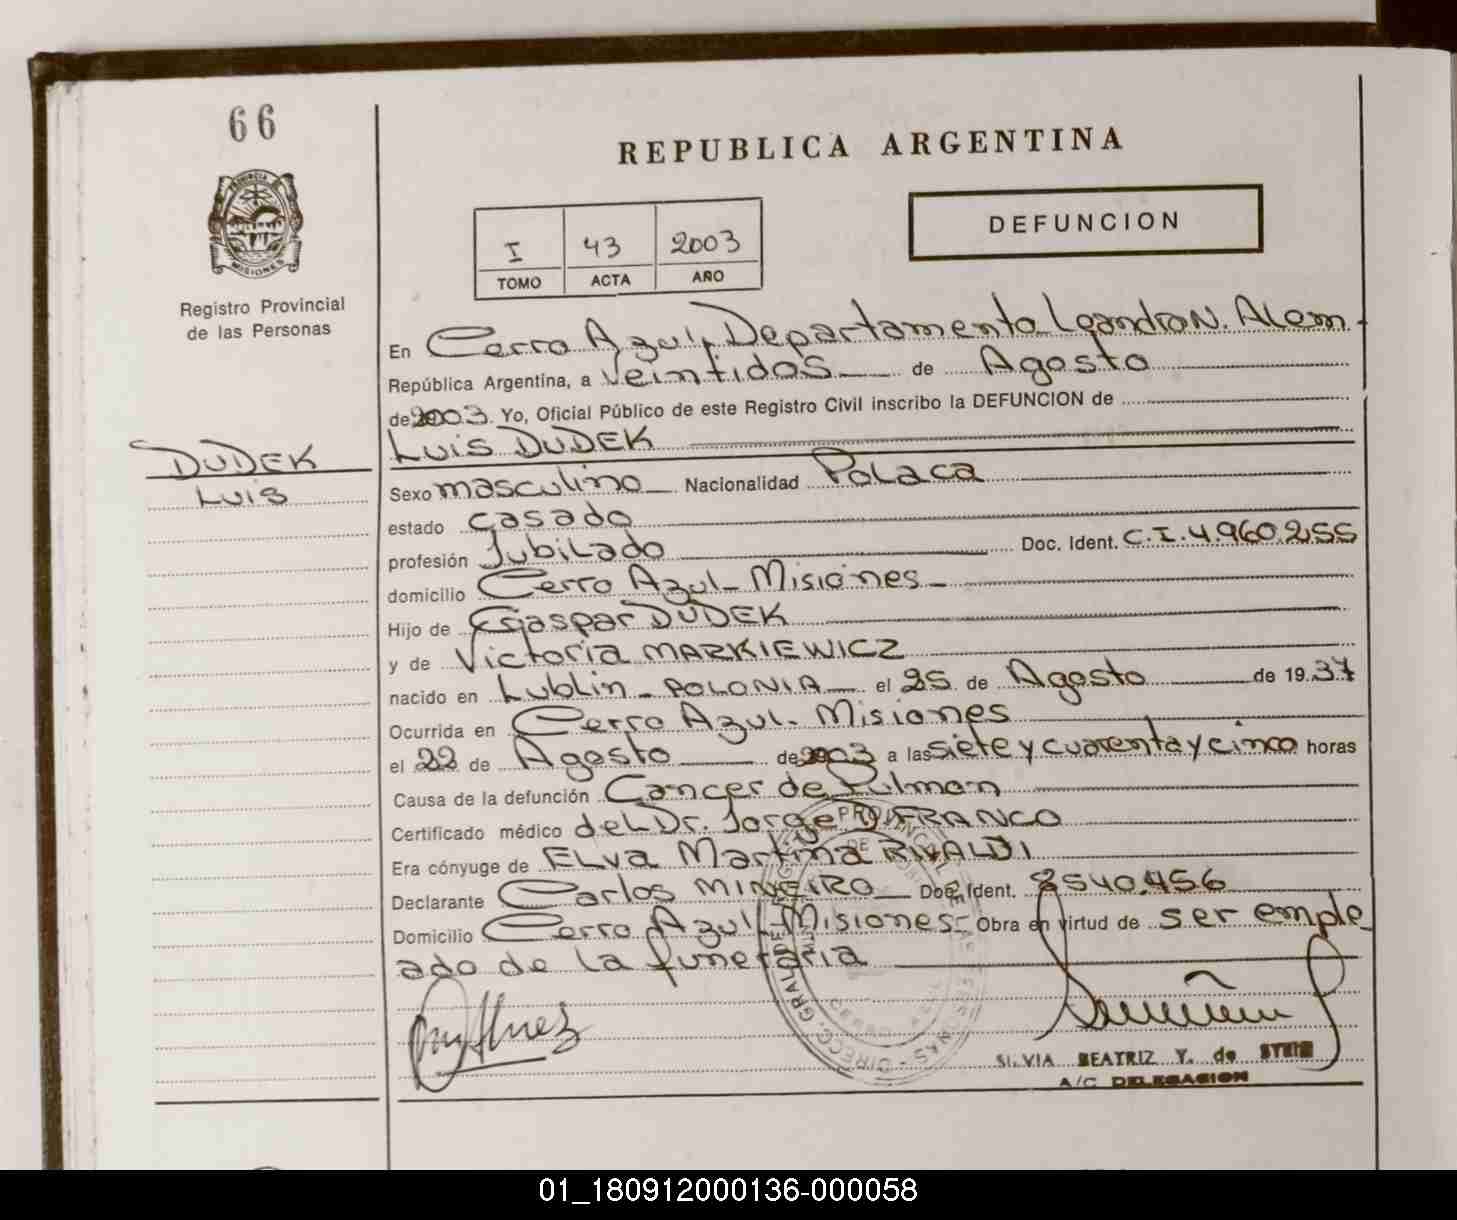 66
REPUBLICA ARGENTINA
PROVINCIA DE
MISIONES
DEFUNCION
I 43 2003
TOMO ACTA AÑO
Registro Provincial
de las Personas
En Cerro Azul, Departamento Leandro N. Alem-
República Argentina, a veintidos de Agosto
de 2003. Yo, Oficial Público de este Registro Civil inscribo la DEFUNCION de
Luis DUDEK
DUDEK
Luis
Sexo masculino Nacionalidad Polaca
estado casado
profesión Jubilado Doc. Ident. C.I.4.960.255
domicilio Cerro Azul-Misiones-
Hijo de Gaspar DUDEK
y de Victoria MARKIEWICZ
nacido en Lublin-POLONIA el 25 de Agosto de 1937
Ocurrida en Cerro Azul-Misiones
el 22 de Agosto de 2003 a las siete y cuarenta y cinco horas
Causa de la defunción Cancer de Pulmon
Certificado médico del Dr. Jorge DIFRANCO
Era cónyuge de ELva Martina RIVALDI
Declarante Carlos MINEIRO Doc. Ident. 8540.456
Domicilio Cerro Azul-Misiones- Obra en virtud de ser emple_
ado de la funeraria
SILVIA BEATRIZ Y. de STEIN
A/C DELEGACION
01_180912000136-000058